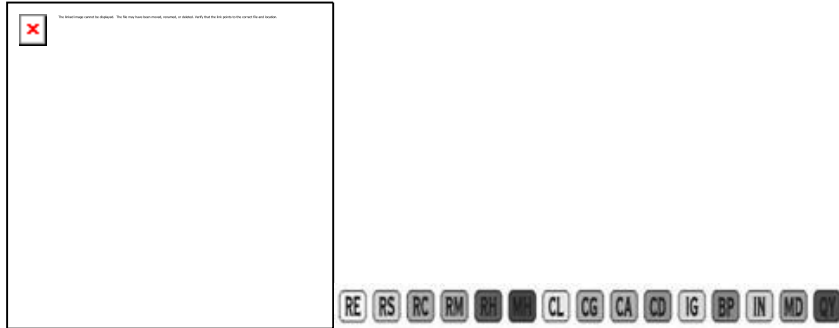 The linked image cannot be displayed. The file may have been moved, renamed, or deleted. Verify that the link points to the correct file and location.
RE RS RC RM RH MH CL CG CA CD IG BP IN MD QY